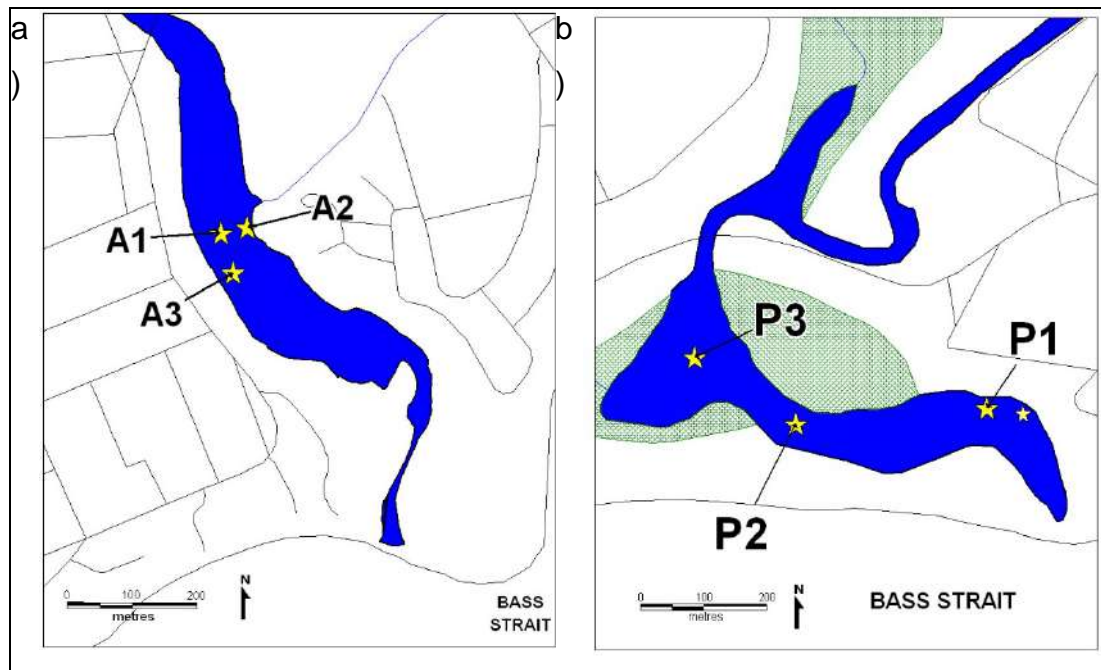 a
)
A1
A2
A3
0 100 200
metres
N
BASS
STRAIT
b
)
P3
P1
P2
0 100 200
metres
N
BASS STRAIT